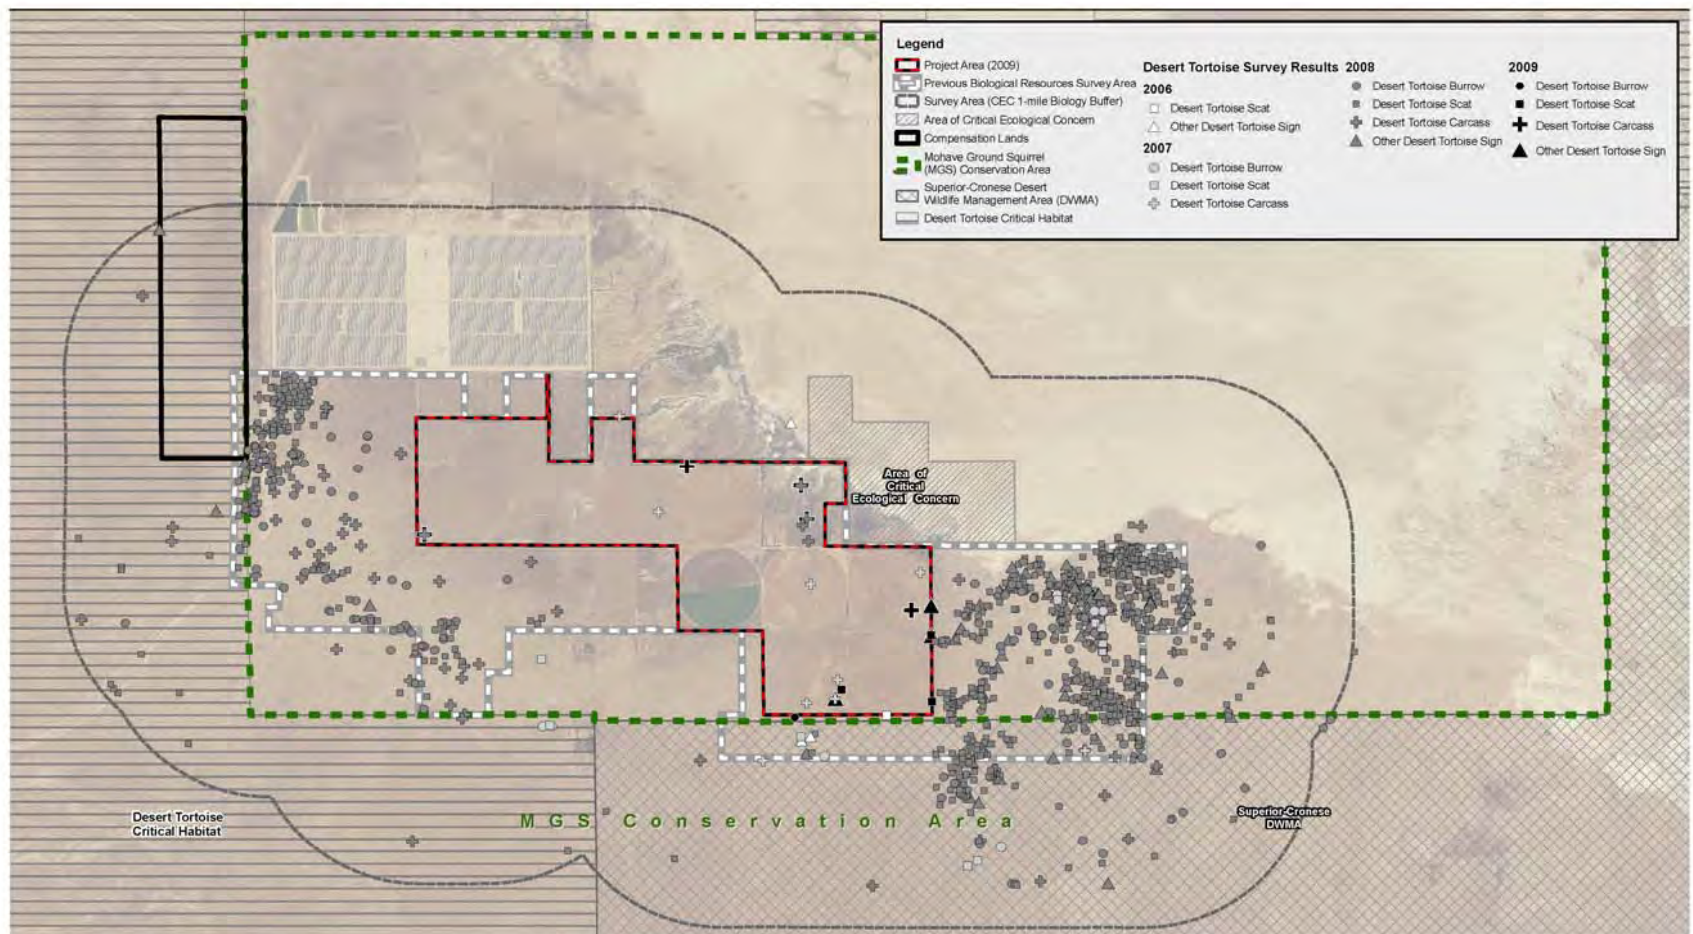 Legend
Project Area (2009)
Previous Biological Resources Survey Area
Survey Area (CEC 1-mile Biology Buffer)
Area of Critical Ecological Concern
Compensation Lands
Mohave Ground Squirrel
(MGS) Conservation Area
Superior-Cronese Desert
Wildlife Management Area (DWMA)
Desert Tortoise Critical Habitat
Desert Tortoise Survey Results
2006
Desert Tortoise Scat
Other Desert Tortoise Sign
2007
Desert Tortoise Burrow
Desert Tortoise Scat
Desert Tortoise Carcass
2008
Desert Tortoise Burrow
Desert Tortoise Scat
Desert Tortoise Carcass
Other Desert Tortoise Sign
2009
Desert Tortoise Burrow
Desert Tortoise Scat
Desert Tortoise Carcass
Other Desert Tortoise Sign
Area of
Critical
Ecological Concern
Desert Tortoise
Critical Habitat
MGS Conservation Area
Superior-Cronese
DWMA